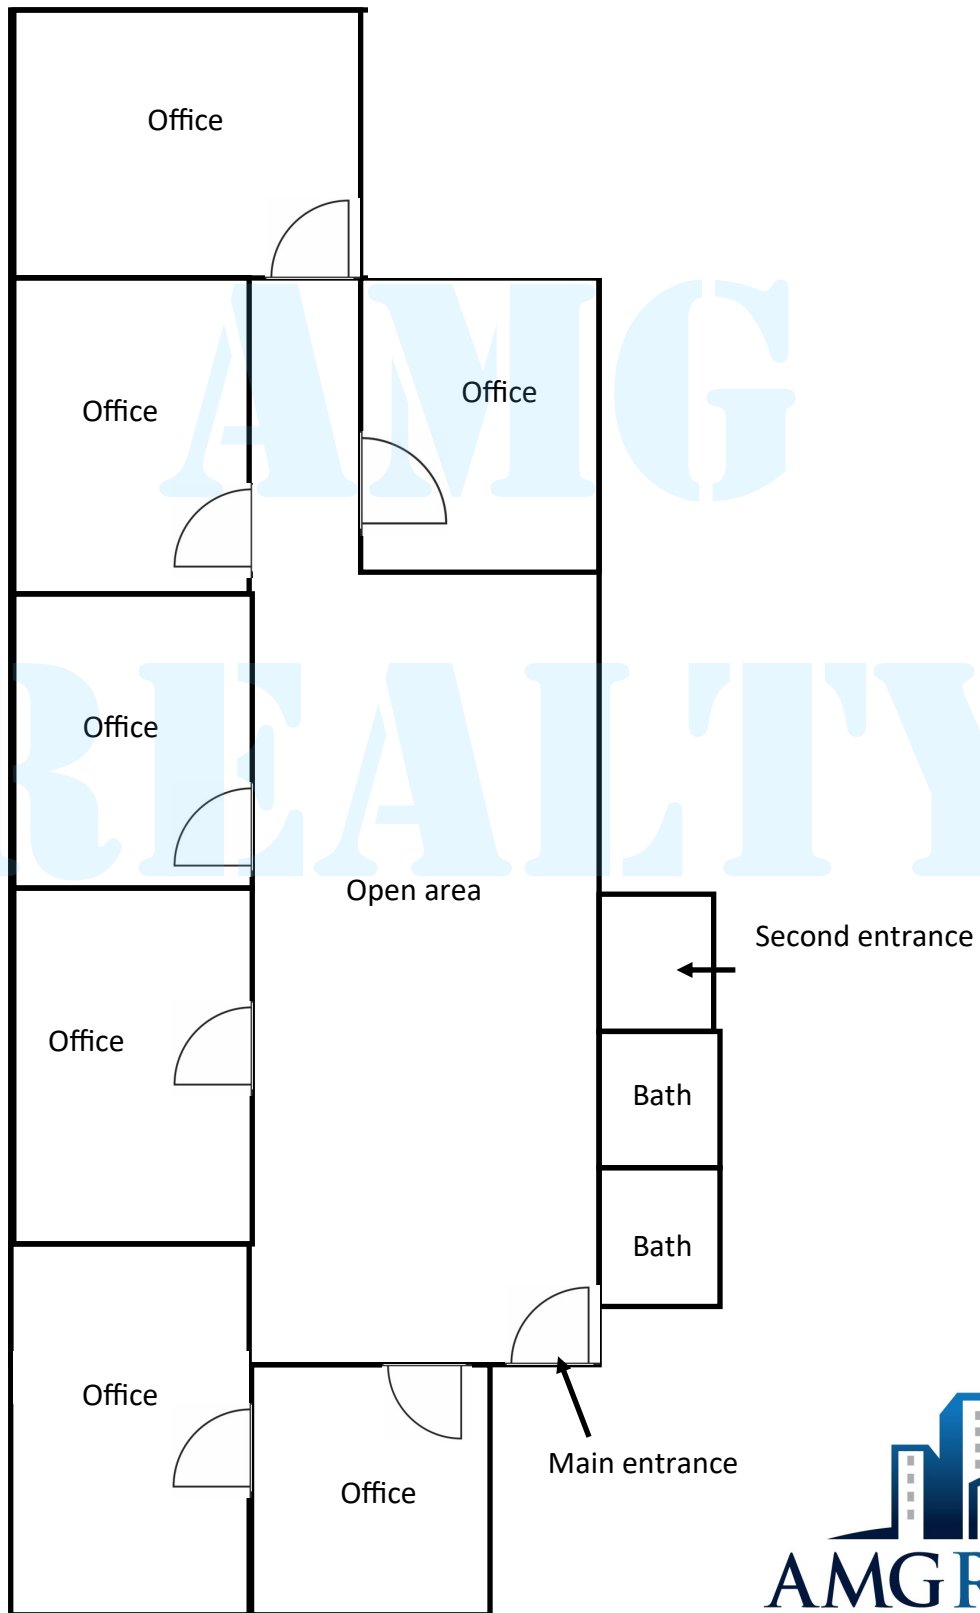 Office
AMG
Office
Office
REALTY
Office
Open area
Second entrance
Office
Bath
Bath
Office
Main entrance
Office
AMG R